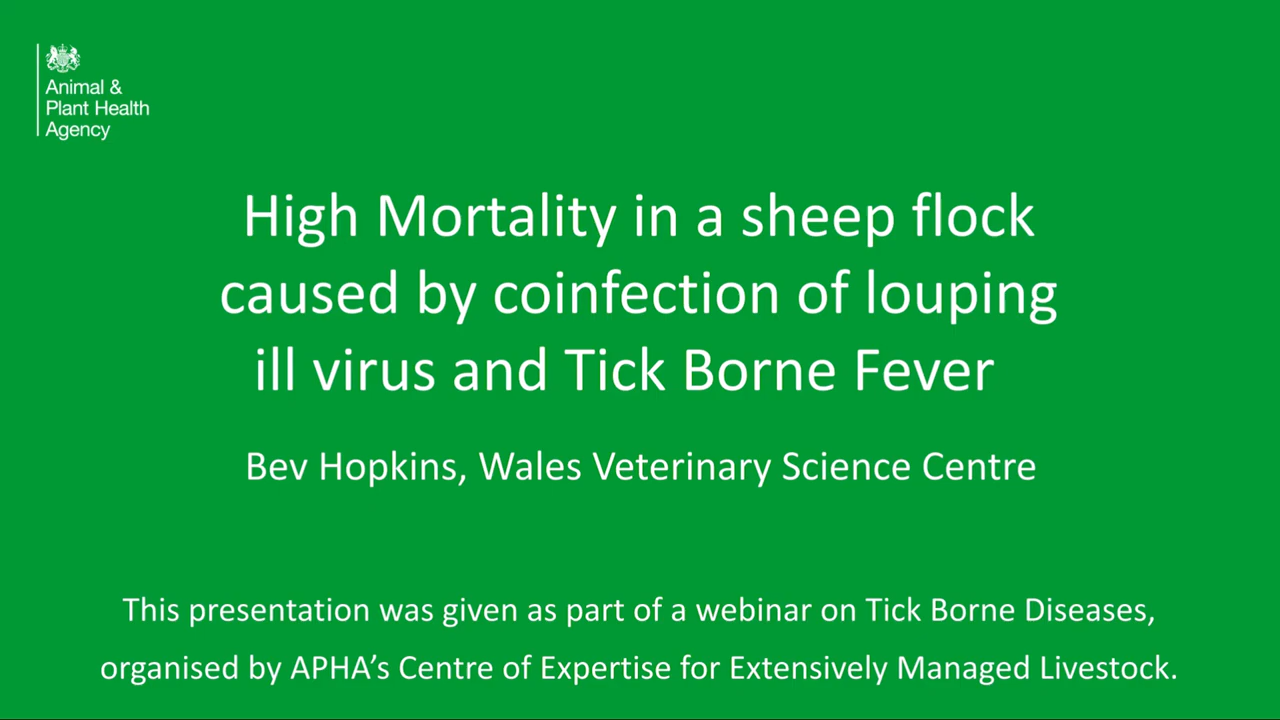 Animal &
Plant Health
Agency
High Mortality in a sheep flock
caused by coinfection of louping
ill virus and Tick Borne Fever
Bev Hopkins, Wales Veterinary Science Centre
This presentation was given as part of a webinar on Tick Borne Diseases,
organised by APHA’s Centre of Expertise for Extensively Managed Livestock.